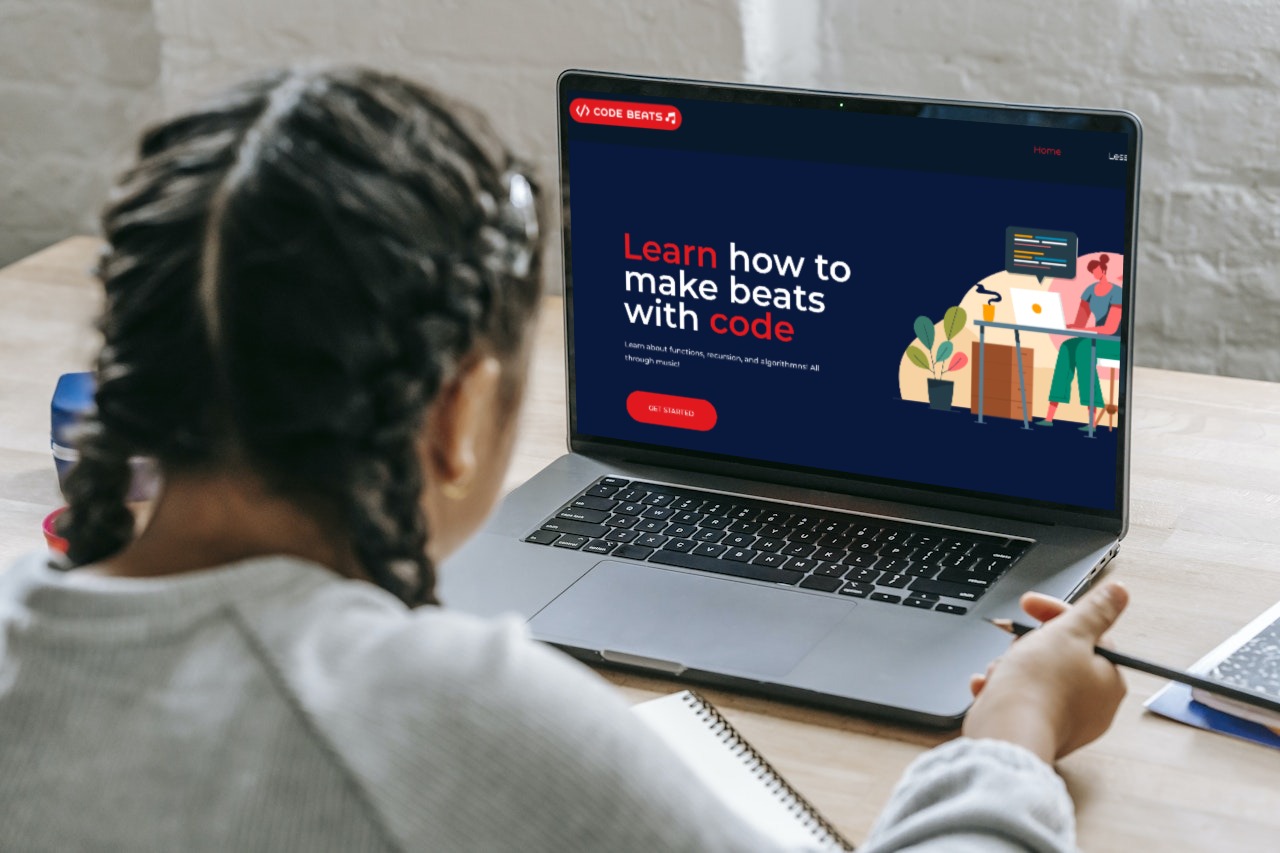 </> CODE BEATS
Home
Less
Learn how to
make beats
with code
Learn about functions, recursion, and algorithmns! All
through music!
GET STARTED